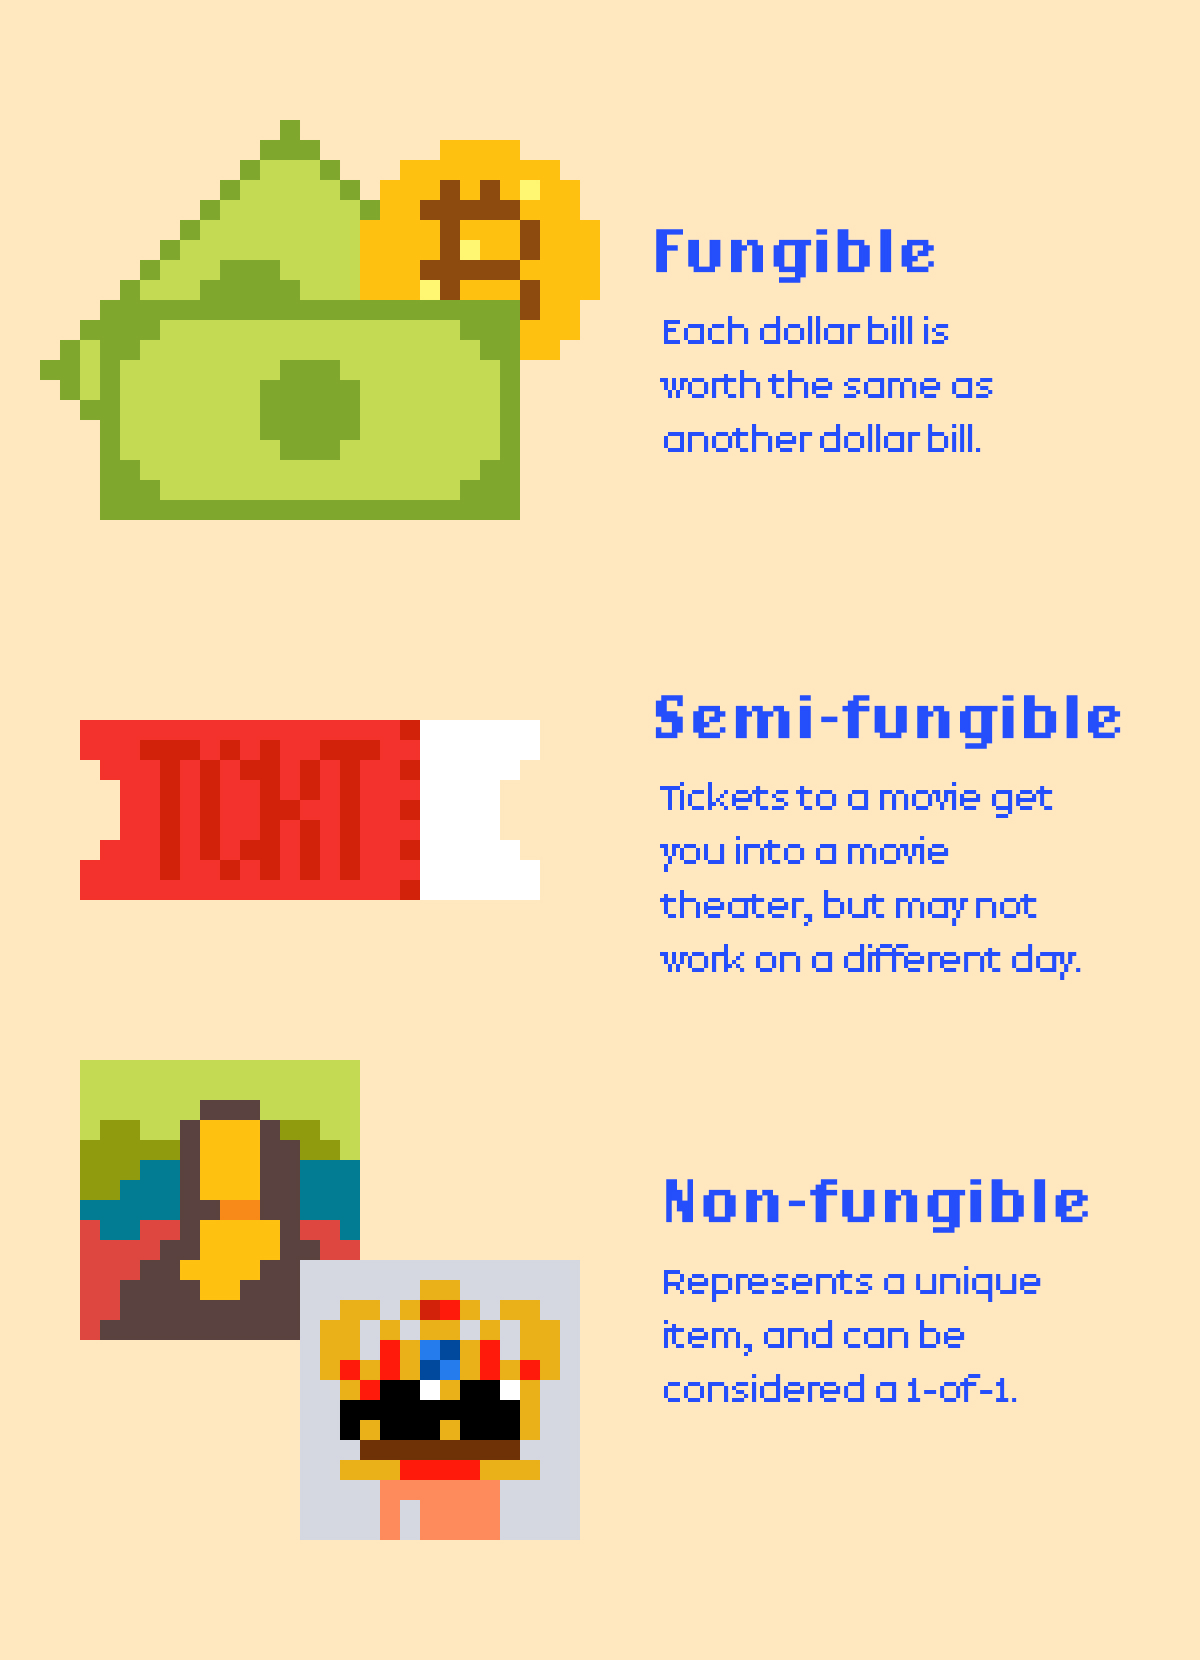 Fungible
Each dollar bill is
worth the same as
another dollar bill.
TICKT
Semi-fungible
Tickets to a movie get
you into a movie
theater, but may not
work on a different day.
Non-fungible
Represents a unique
item, and can be
considered a 1-of-1.